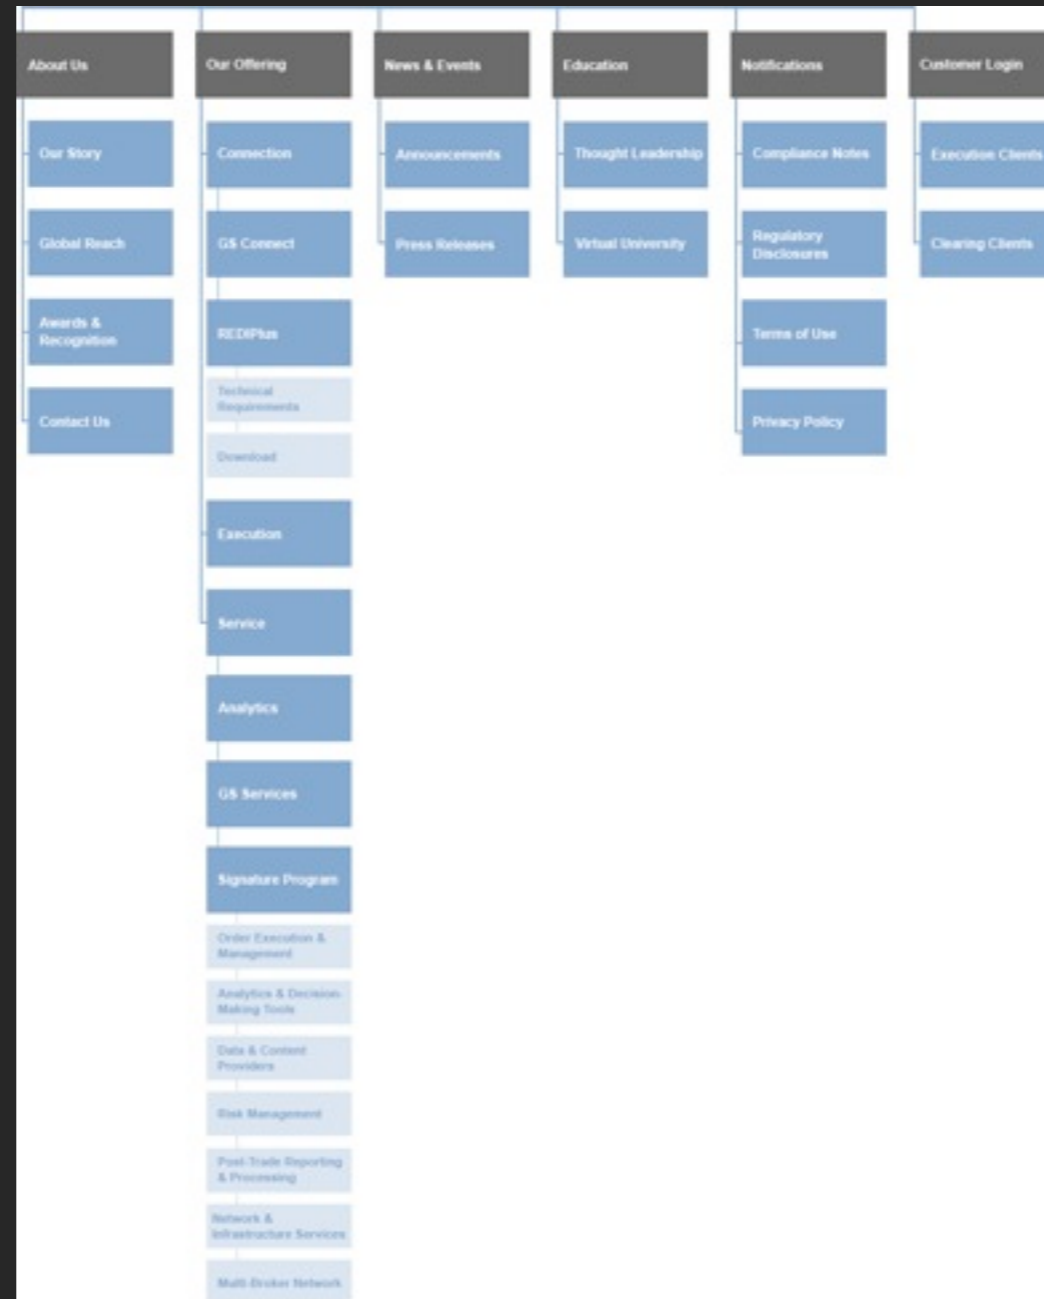 About Us
Our Offering
News & Events
Education
Notifications
Customer Login
Our Story
Global Reach
Awards &
Recognition
Contact Us
Connection
GS Connect
REDIPlus
Technical
Requirements
Download
Execution
Service
Analytics
GS Services
Signature Program
Order Execution &
Management
Analytics & Decision-
Making Tools
Data & Content
Providers
Risk Management
Post-Trade Reporting
& Processing
Network &
Infrastructure Services
Multi-Broker Network
Announcements
Press Releases
Thought Leadership
Virtual University
Compliance Notes
Regulatory
Disclosures
Terms of Use
Privacy Policy
Execution Clients
Clearing Clients